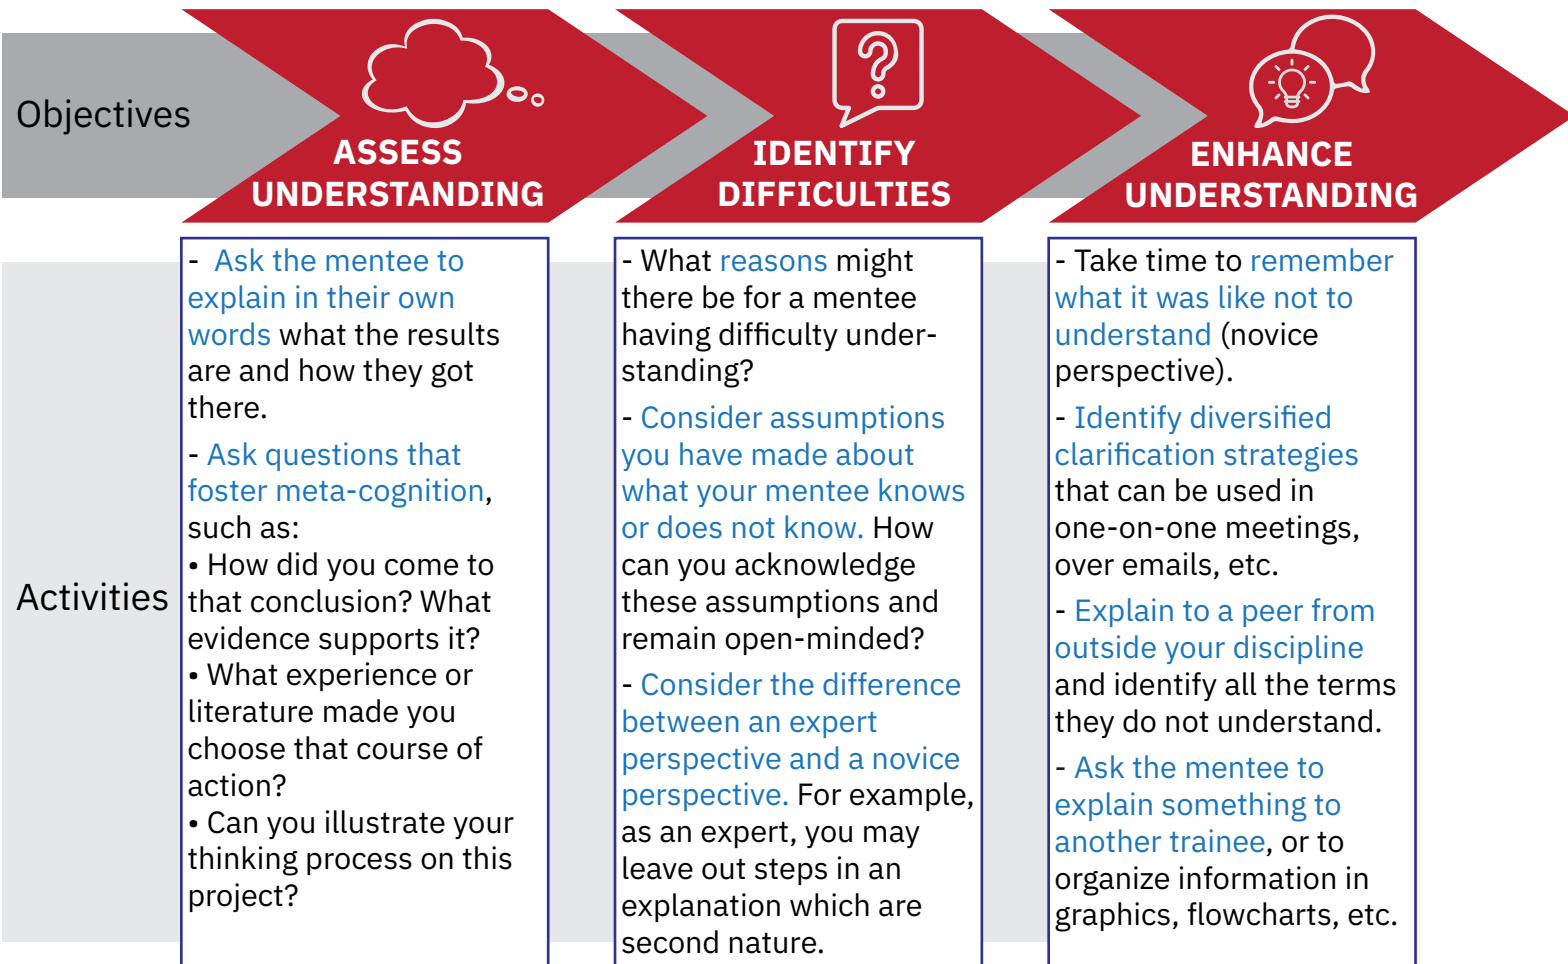 Objectives
ASSESS
UNDERSTANDING
IDENTIFY
DIFFICULTIES
ENHANCE
UNDERSTANDING
Activities
- Ask the mentee to
explain in their own
words what the results
are and how they got
there.
- Ask questions that
foster meta-cognition,
such as:
• How did you come to
that conclusion? What
evidence supports it?
• What experience or
literature made you
choose that course of
action?
• Can you illustrate your
thinking process on this
project?
- What reasons might
there be for a mentee
having difficulty under-
standing?
- Consider assumptions
you have made about
what your mentee knows
or does not know. How
can you acknowledge
these assumptions and
remain open-minded?
- Consider the difference
between an expert
perspective and a novice
perspective. For example,
as an expert, you may
leave out steps in an
explanation which are
second nature.
- Take time to remember
what it was like not to
understand (novice
perspective).
- Identify diversified
clarification strategies
that can be used in
one-on-one meetings,
over emails, etc.
- Explain to a peer from
outside your discipline
and identify all the terms
they do not understand.
- Ask the mentee to
explain something to
another trainee, or to
organize information in
graphics, flowcharts, etc.